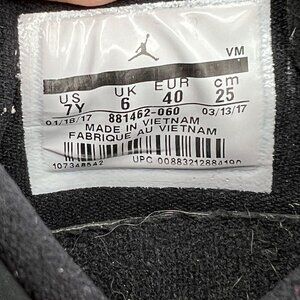 VM
US UK EUR cm
7Y 6 40 25
01/18/17 881462-060 03/13/17
MADE IN VIETNAM
FABRIQUE AU VIETNAM
107348542
UPC